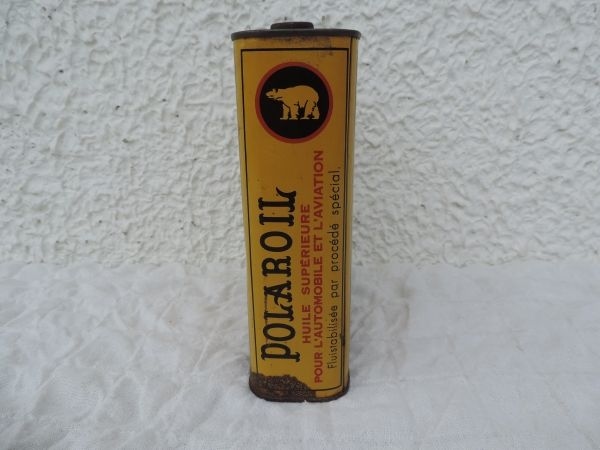 POLAROIL
HUILE SUPÉRIEURE
POUR L'AUTOMOBILE ET L'AVIATION
Fluistabilisée par procédé spécial.